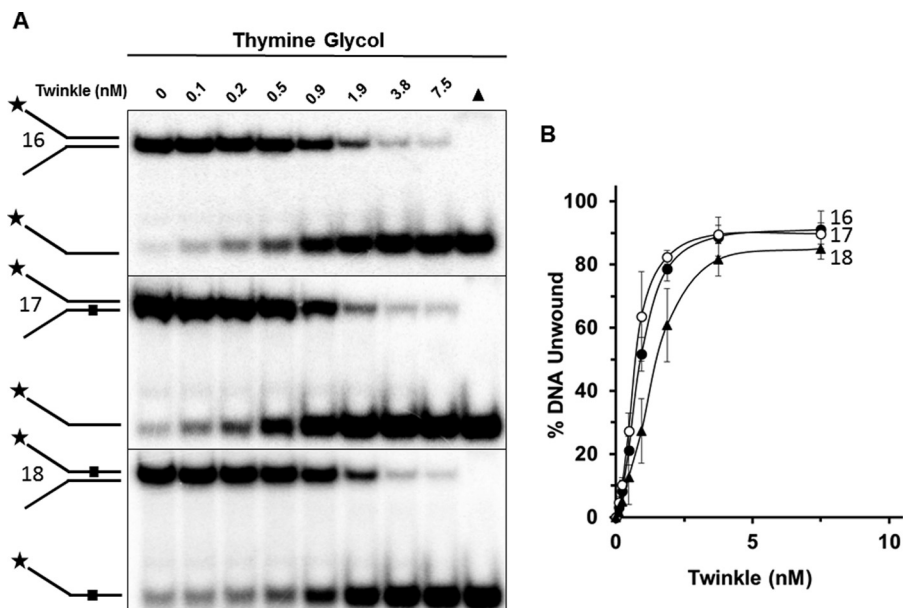 A
Thymine Glycol
Twinkle (nM) 0 0.1 0.2 0.5 0.9 1.9 3.8 7.5 ▲
16
17
18
B
% DNA Unwound
100
80
60
40
20
0
16
17
18
0 5 10
Twinkle (nM)